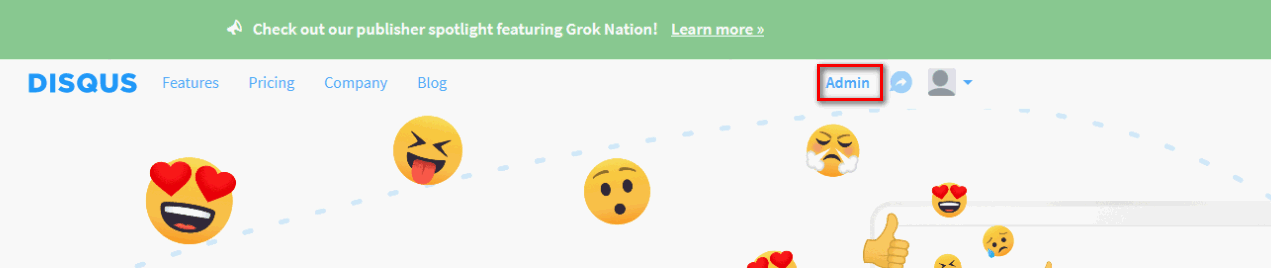 Check out our publisher spotlight featuring Grok Nation! Learn more »
DISQUS Features Pricing Company Blog Admin